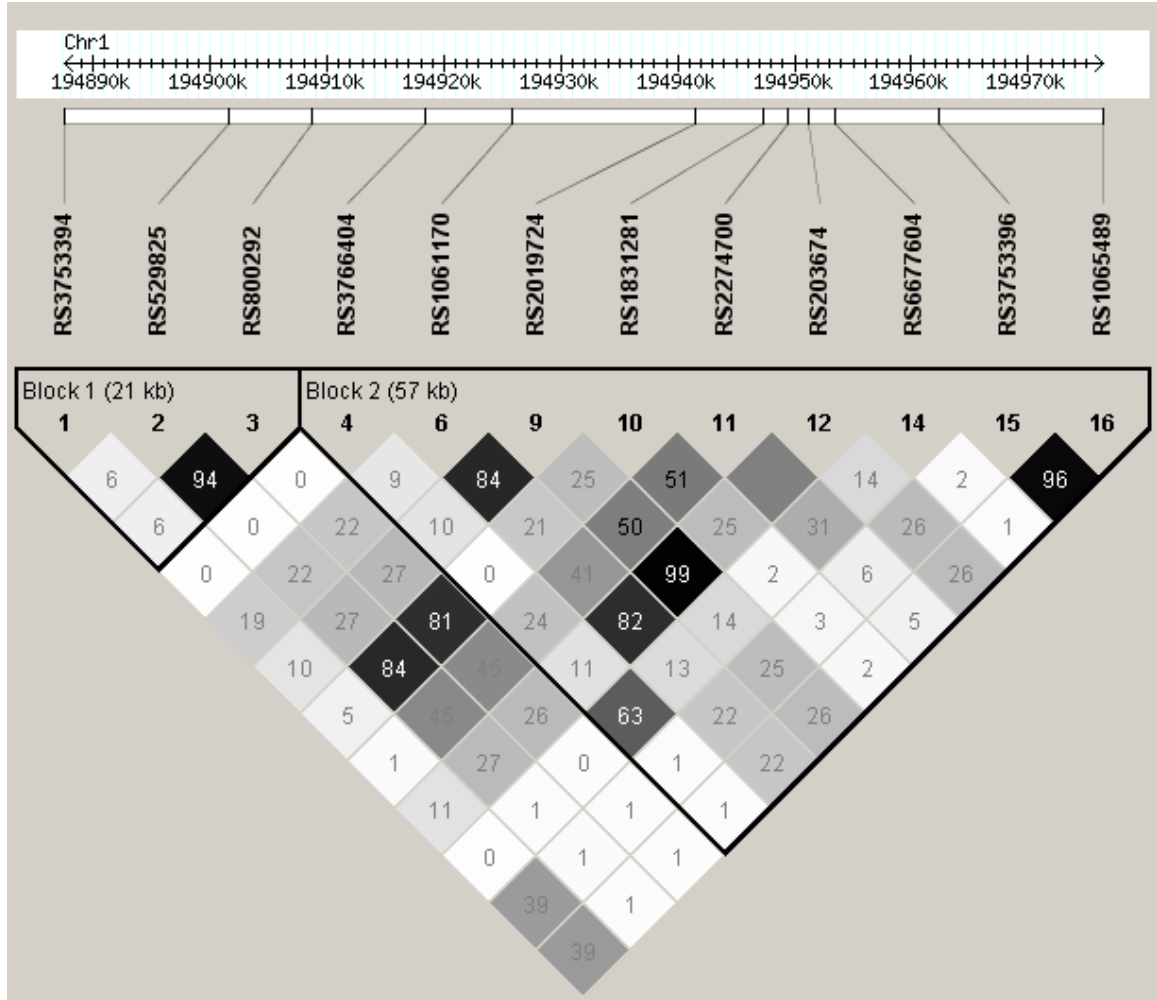 Chr1
194890k 194900k 194910k 194920k 194930k 194940k 194950k 194960k 194970k
RS3753394
RS529825
RS800292
RS3766404
RS1061170
RS2019724
RS1831281
RS2274700
RS203674
RS6677604
RS3753396
RS1065489
Block 1 (21 kb) Block 2 (57 kb)
1 2 3 4 6 9 10 11 12 14 15 16
6 94 0 9 84 25 51 14 2 96
6 0 22 10 21 50 25 31 26 1
0 22 27 0 41 99 2 6 26
19 27 81 24 82 14 3 5
10 84 45 11 13 25 2
5 45 26 63 22 26
1 27 0 1 22
11 1 1 1
0 1 1
39 1
39